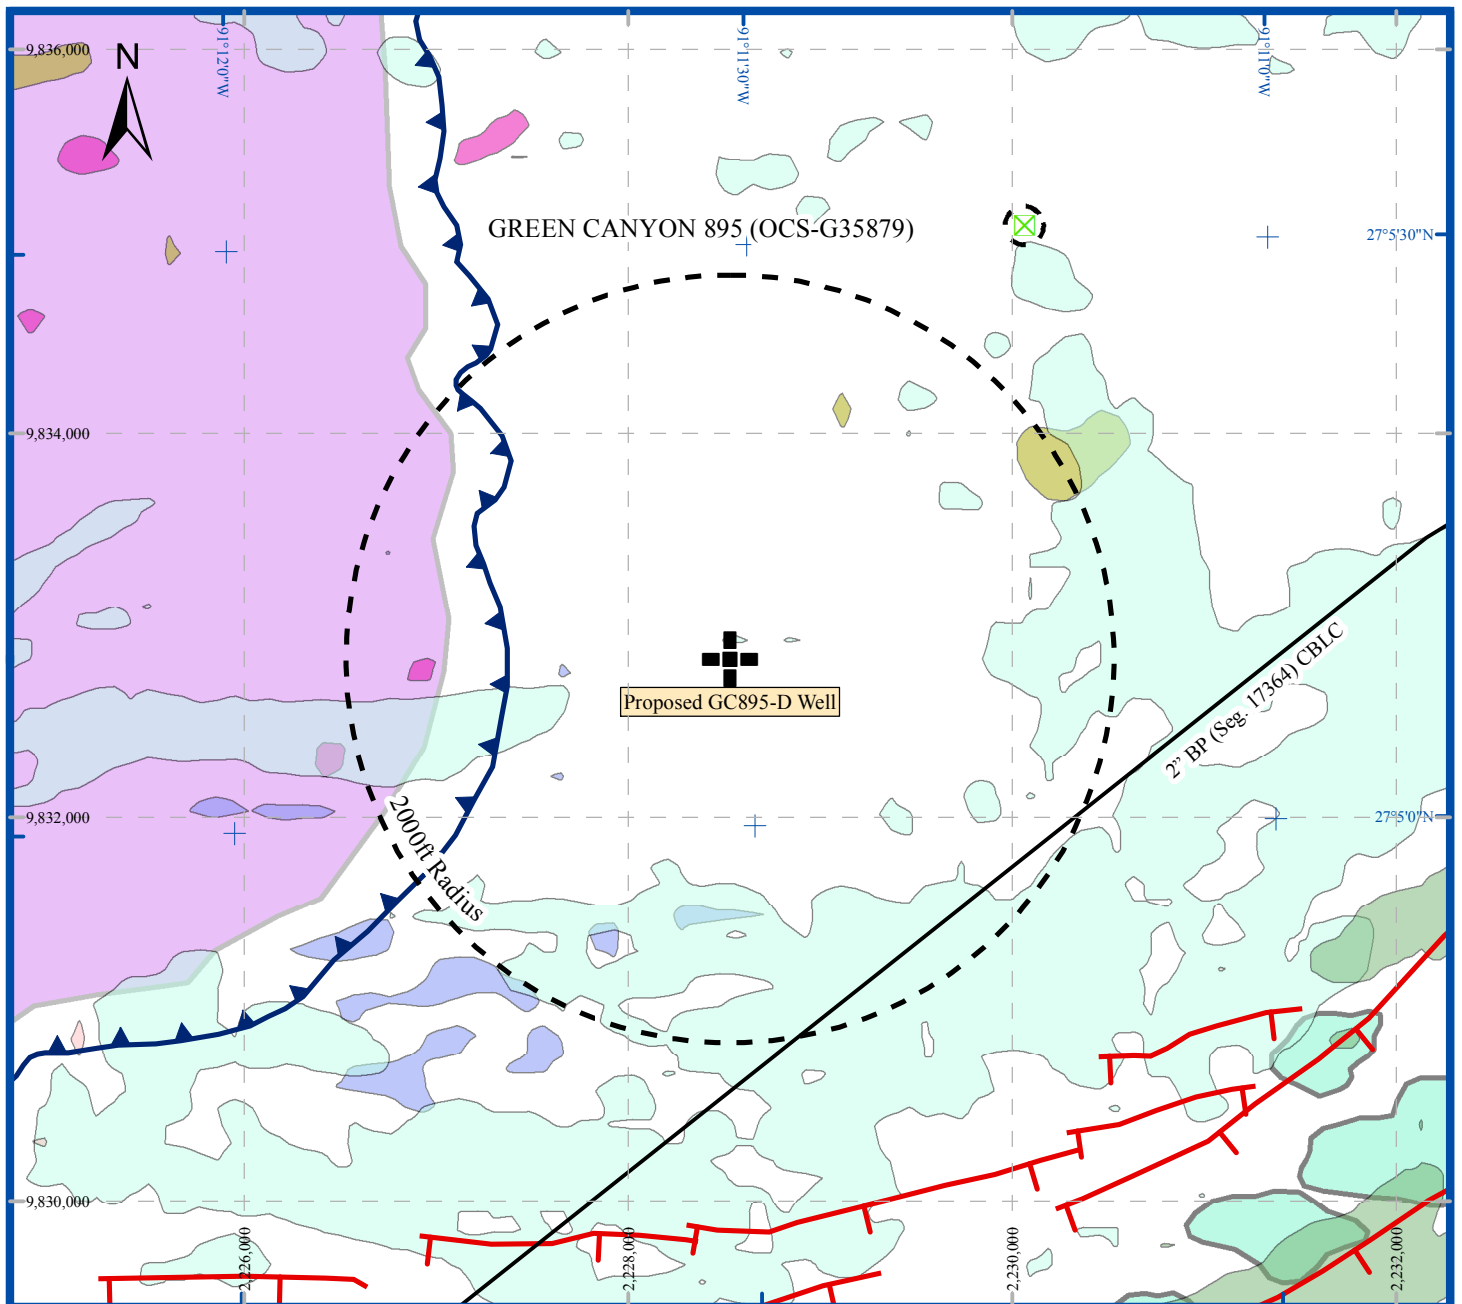 91°12'0"W
91°11'30"W
91°11'0"W
9,836,000
N
GREEN CANYON 895 (OCS-G35879)
27°5'30"N
9,834,000
2” BP (Seg. 17364) CBLC
Proposed GC895-D Well
2000ft Radius
9,832,000
27°5'0"N
9,830,000
2,226,000
2,228,000
2,230,000
2,232,000